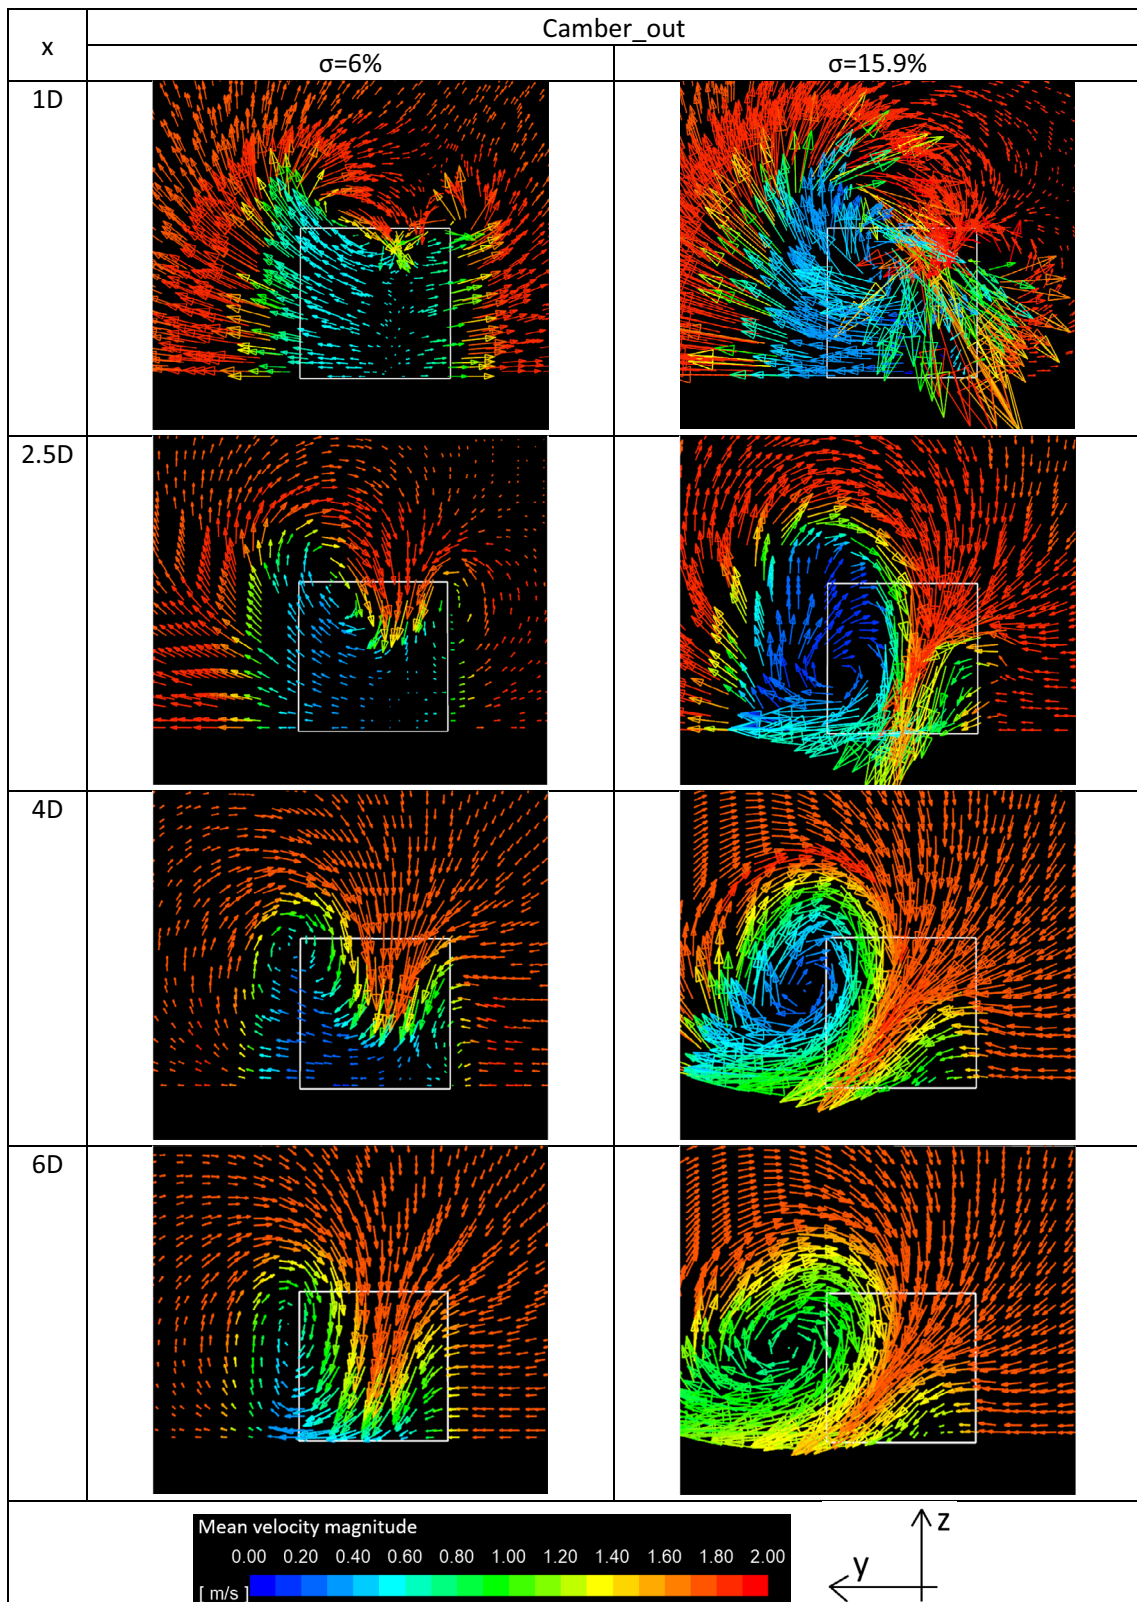 x
Camber_out
σ=6%
σ=15.9%
1D
2.5D
4D
6D
Mean velocity magnitude
0.00 0.20 0.40 0.60 0.80 1.00 1.20 1.40 1.60 1.80 2.00
[ m/s ]
z
y